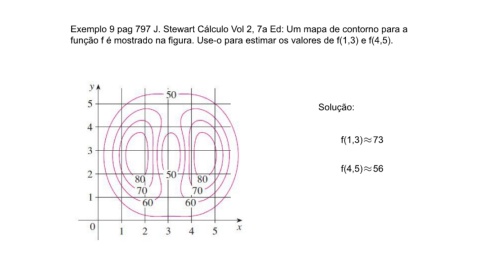 Exemplo 9 pag 797 J. Stewart Cálculo Vol 2, 7a Ed: Um mapa de contorno para a
função f é mostrado na figura. Use-o para estimar os valores de f(1,3) e f(4,5).
Solução:
f(1,3)≈73
f(4,5)≈56
y
50
5
4
3
2
50
80
80
70
70
1
60
60
0
1 2 3 4 5 x